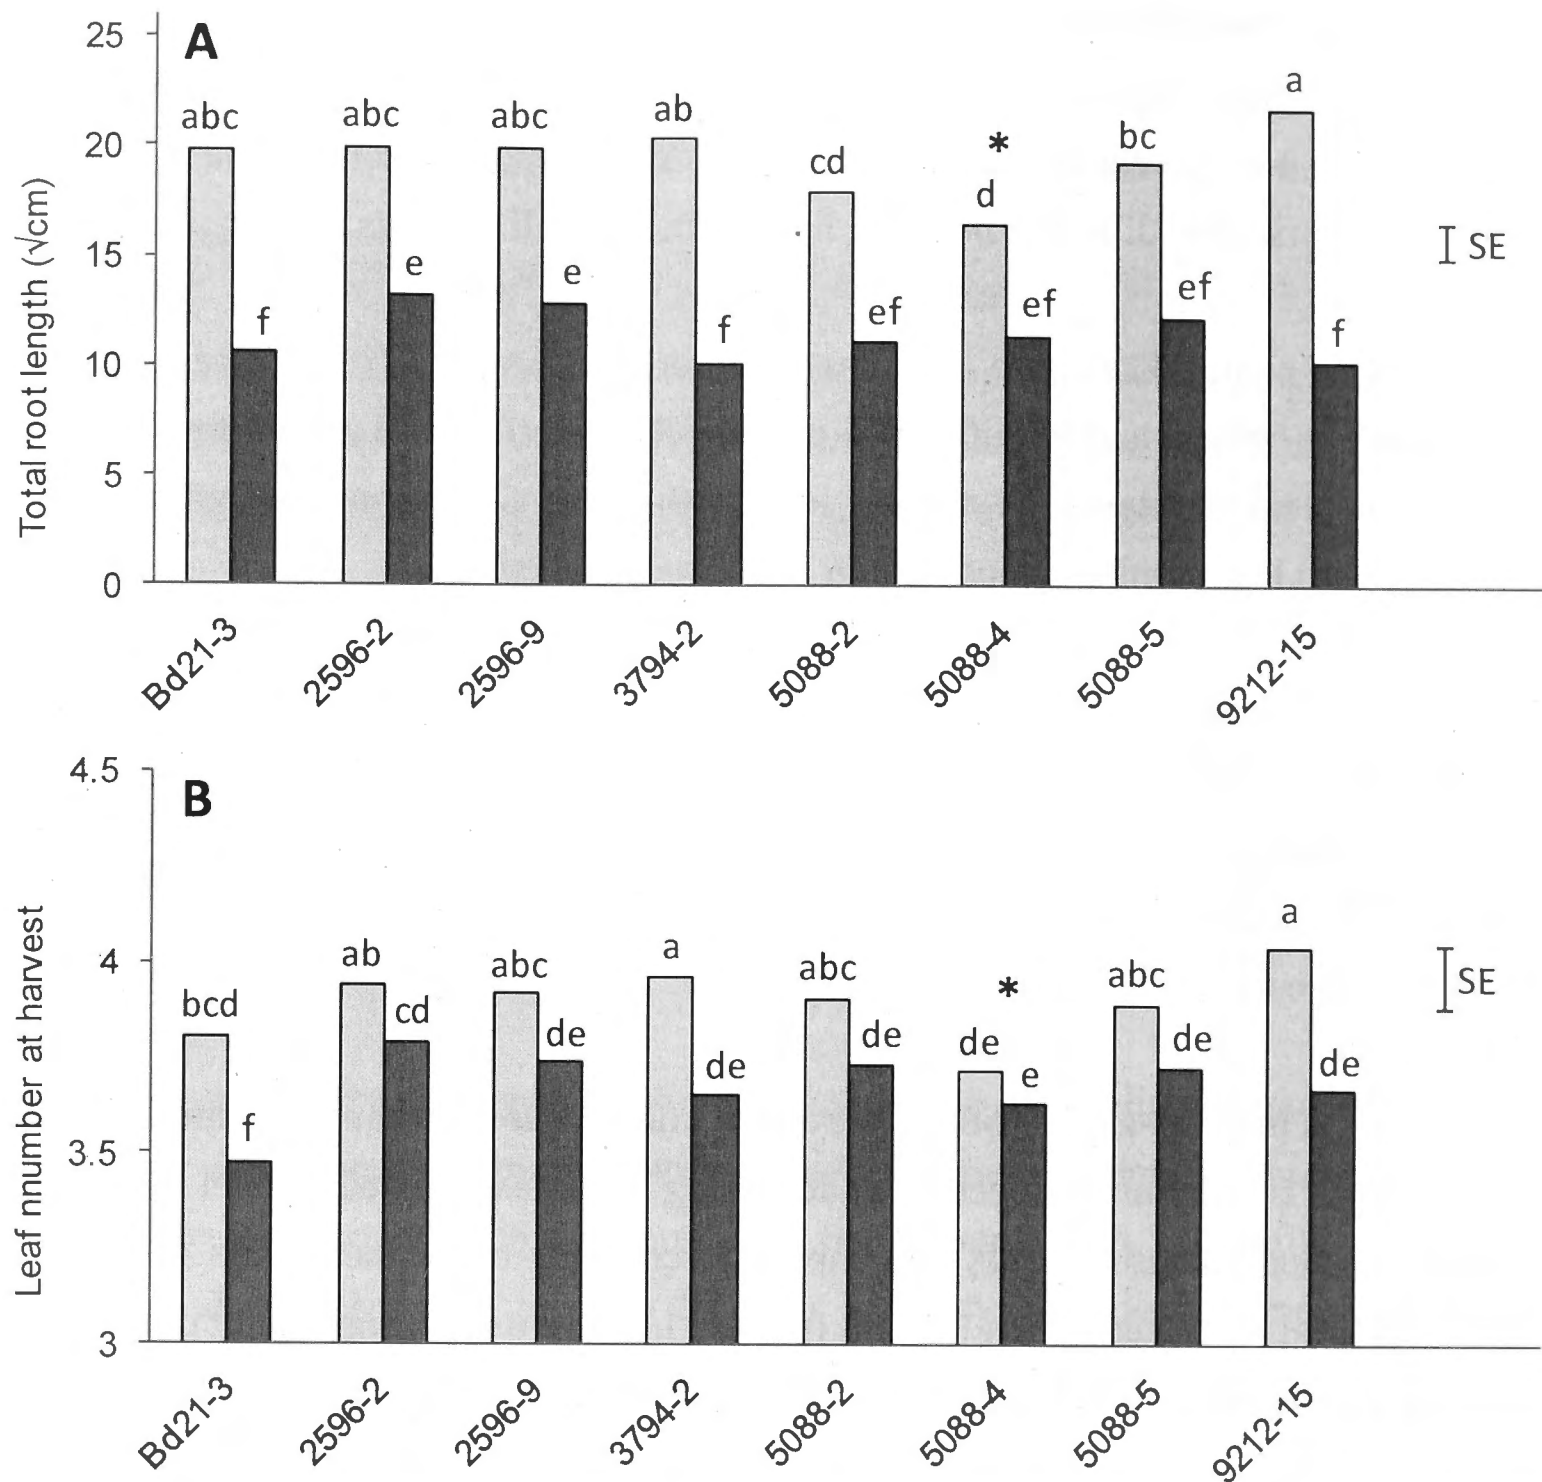 A
Total root length (√cm)
25
20
15
10
5
0
abc
f
abc
e
abc
e
ab
f
cd
ef
*
d
ef
bc
ef
a
f
SE
Bd21-3
2596-2
2596-9
3794-2
5088-2
5088-4
5088-5
9212-15
B
Leaf nnumber at harvest
4.5
4
3.5
3
bcd
f
ab
cd
abc
de
a
de
abc
de
*
de
e
abc
de
a
de
SE
Bd21-3
2596-2
2596-9
3794-2
5088-2
5088-4
5088-5
9212-15